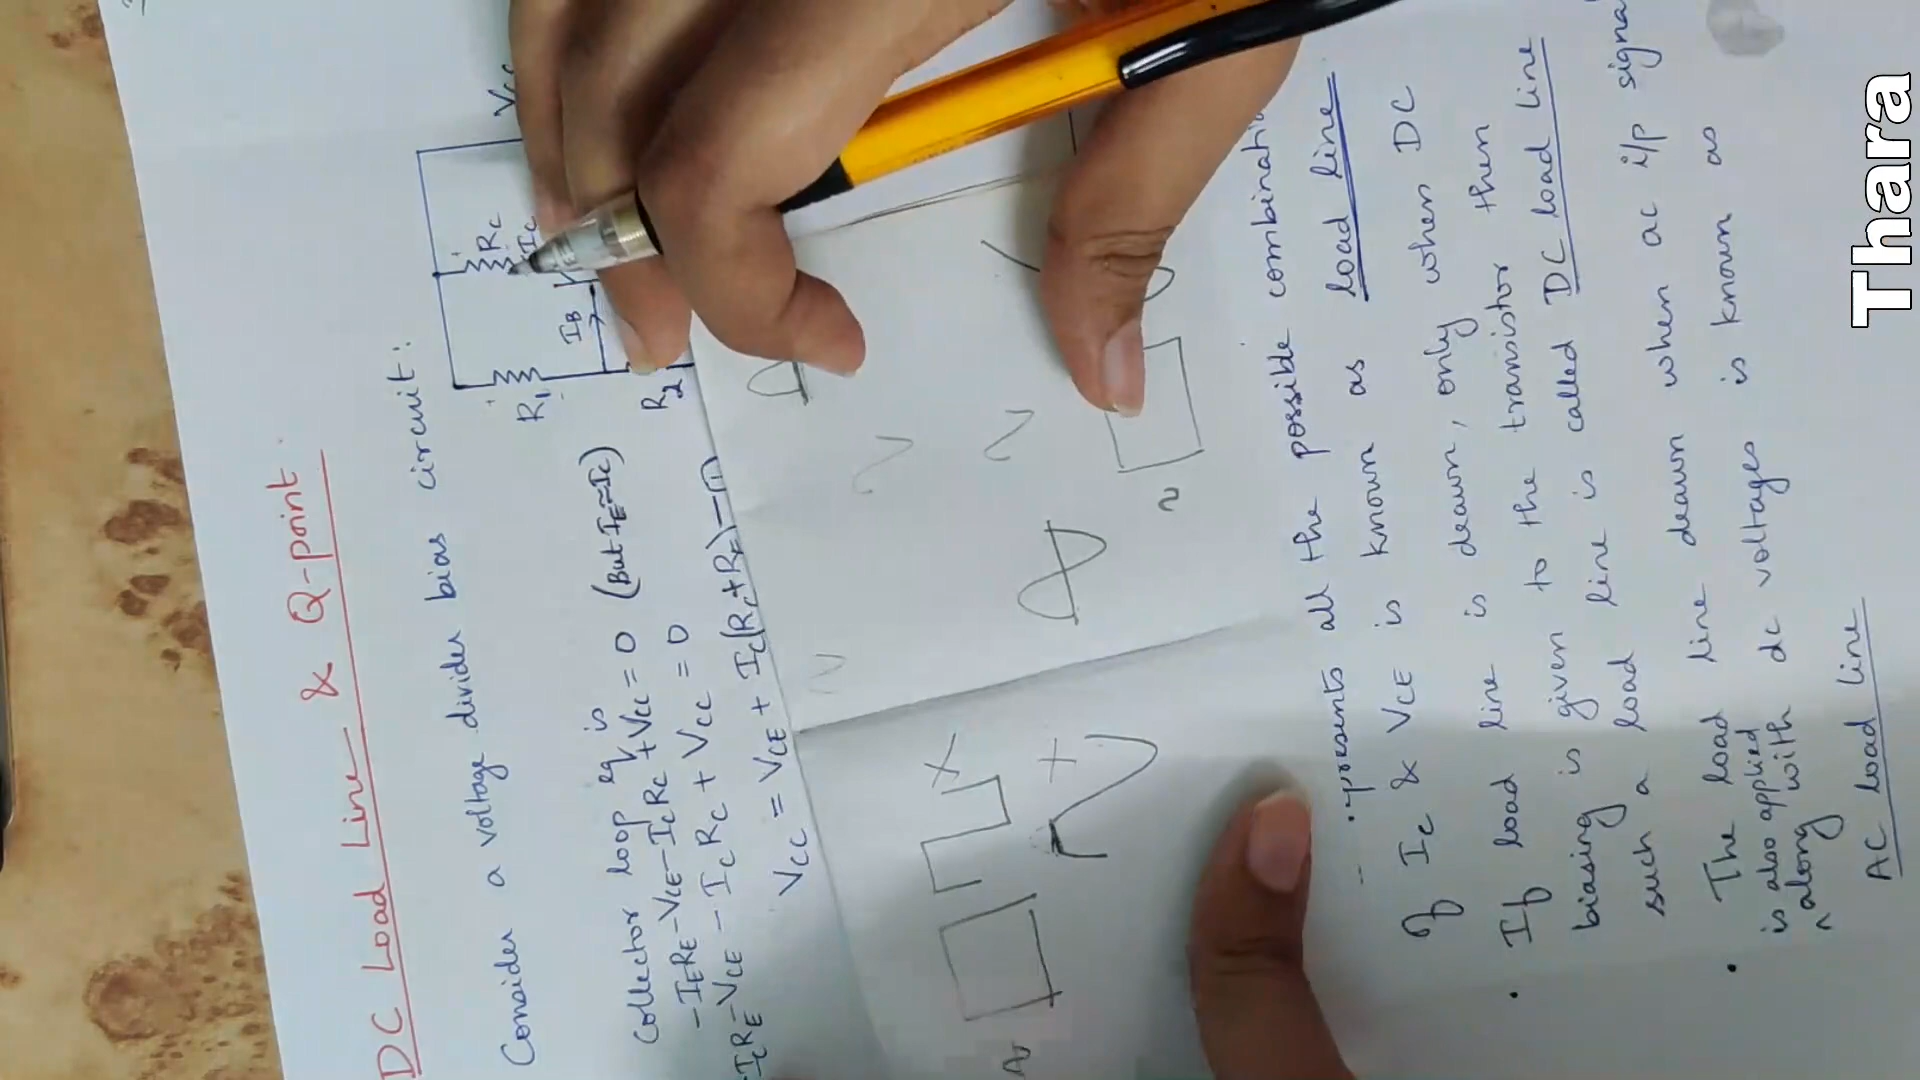 DC Load Line & Q-point
Consider a voltage divider bias circuit:
Collector loop eq is
-IERE-VCE-ICRC+VCC=0 (But IE≃IC)
-ICRE-VCE-ICRC+VCC=0
VCC=VCE+IC(RC+RE)-①
RC
IC
IB
R1
R2
represents all the possible
of IC & VCE is known as load line
• If load line is drawn, only when DC
biasing is given to the transistor then
such a load line is called DC load line
• The load line drawn when ac i/p signal
is also applied
^ along with dc voltages is known as
AC load line
Thara